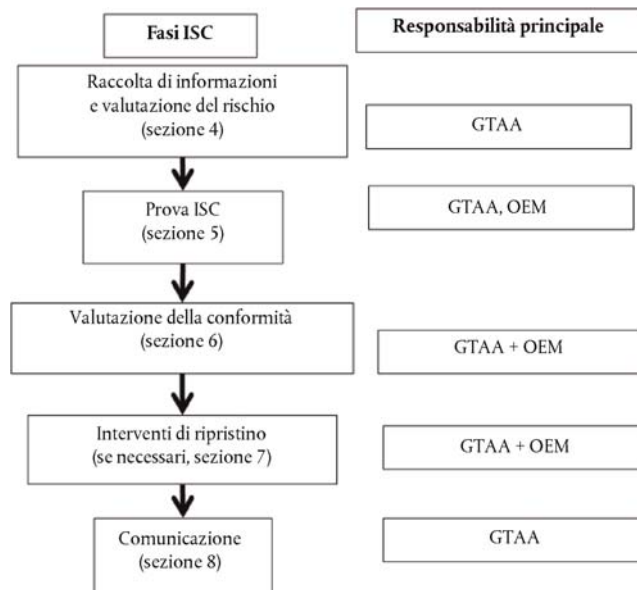 Fasi ISC
Responsabilità principale
Raccolta di informazioni
e valutazione del rischio
(sezione 4)
GTAA
Prova ISC
(sezione 5)
GTAA, OEM
Valutazione della conformità
(sezione 6)
GTAA + OEM
Interventi di ripristino
(se necessari, sezione 7)
GTAA + OEM
Comunicazione
(sezione 8)
GTAA